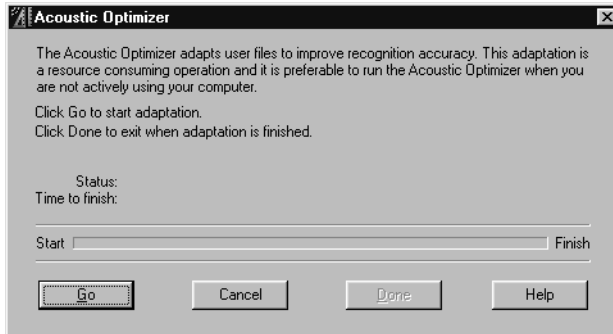 Acoustic Optimizer
The Acoustic Optimizer adapts user files to improve recognition accuracy. This adaptation is
a resource consuming operation and it is preferable to run the Acoustic Optimizer when you
are not actively using your computer.
Click Go to start adaptation.
Click Done to exit when adaptation is finished.
Status:
Time to finish:
Start Finish
Go Cancel Done Help